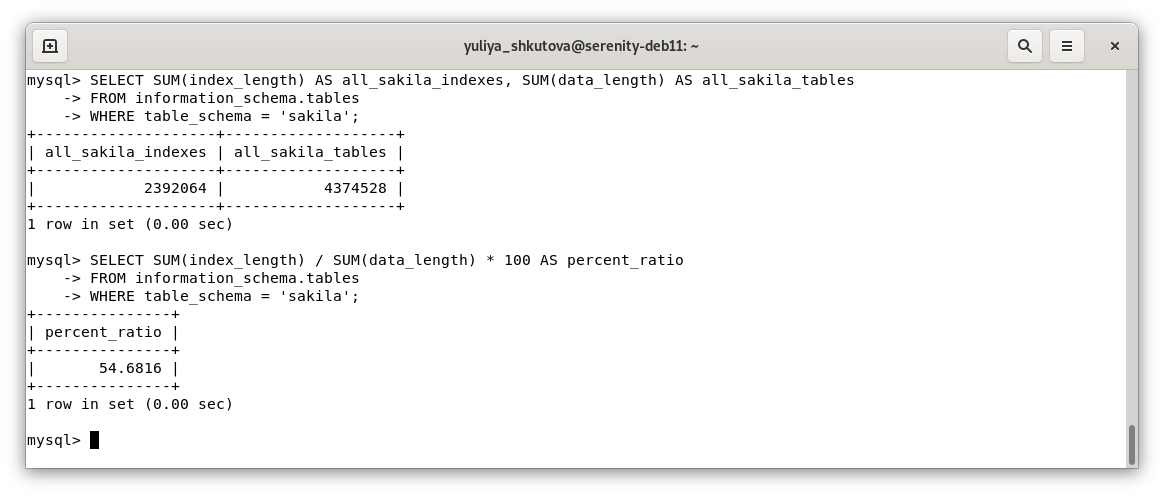 yuliya_shkutova@serenity-deb11: ~
mysql> SELECT SUM(index_length) AS all_sakila_indexes, SUM(data_length) AS all_sakila_tables
    -> FROM information_schema.tables
    -> WHERE table_schema = 'sakila';
+--------------------+-------------------+
| all_sakila_indexes | all_sakila_tables |
+--------------------+-------------------+
|            2392064 |           4374528 |
+--------------------+-------------------+
1 row in set (0.00 sec)

mysql> SELECT SUM(index_length) / SUM(data_length) * 100 AS percent_ratio
    -> FROM information_schema.tables
    -> WHERE table_schema = 'sakila';
+---------------+
| percent_ratio |
+---------------+
|       54.6816 |
+---------------+
1 row in set (0.00 sec)

mysql>